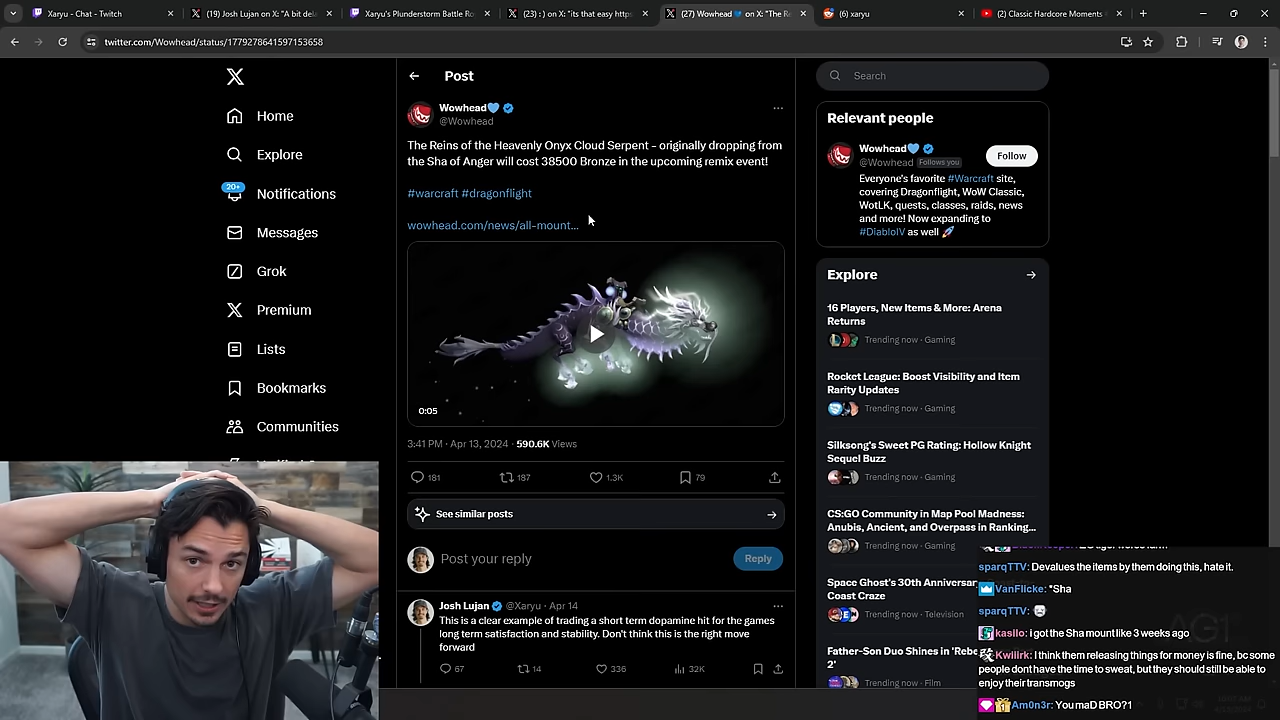 Xaryu - Chat - Twitch
(19) Josh Lujan on X: "A bit dela
Xaryu's Plunderstorm Battle Ro
(23) : ) on X: "its that easy http
(27) Wowhead💙 on X: "The Re
(6) xaryu
(2) Classic Hardcore Moments
twitter.com/Wowhead/status/1779278641597153658
Home
Explore
20+
Notifications
Messages
Grok
Premium
Lists
Bookmarks
Communities
Post
Wowhead💙
@Wowhead
The Reins of the Heavenly Onyx Cloud Serpent - originally dropping from
the Sha of Anger will cost 38500 Bronze in the upcoming remix event!
#warcraft #dragonflight
wowhead.com/news/all-mount...
0:05
3:41 PM · Apr 13, 2024 · 590.6K Views
181
187
1.3K
79
See similar posts
Post your reply
Reply
Josh Lujan @Xaryu · Apr 14
This is a clear example of trading a short term dopamine hit for the games
long term satisfaction and stability. Don't think this is the right move
forward
67
14
336
32K
Search
Relevant people
Wowhead💙
@Wowhead Follows you
Follow
Everyone's favorite #Warcraft site,
covering Dragonflight, WoW Classic,
WotLK, quests, classes, raids, news
and more! Now expanding to
#DiabloIV as well 🚀
Explore
16 Players, New Items & More: Arena
Returns
Trending now · Gaming
Rocket League: Boost Visibility and Item
Rarity Updates
Trending now · Gaming
Silksong's Sweet PG Rating: Hollow Knight
Sequel Buzz
Trending now · Gaming
CS:GO Community in Map Pool Madness:
Anubis, Ancient, and Overpass in Ranking...
Trending now · Gaming
Space Ghost's 30th Anniversar
Coast Craze
Trending now · Television
Father-Son Duo Shines in 'Rebe
2'
Trending now · Film
sparqTTV: Devalues the items by them doing this, hate it.
VanFlicke: *Sha
sparqTTV:
kasllo: i got the Sha mount like 3 weeks ago
Kwllirk: I think them releasing things for money is fine, bc some
people dont have the time to sweat, but they should still be able to
enjoy their transmogs
Am0n3r: You maD BRO?1
AG1